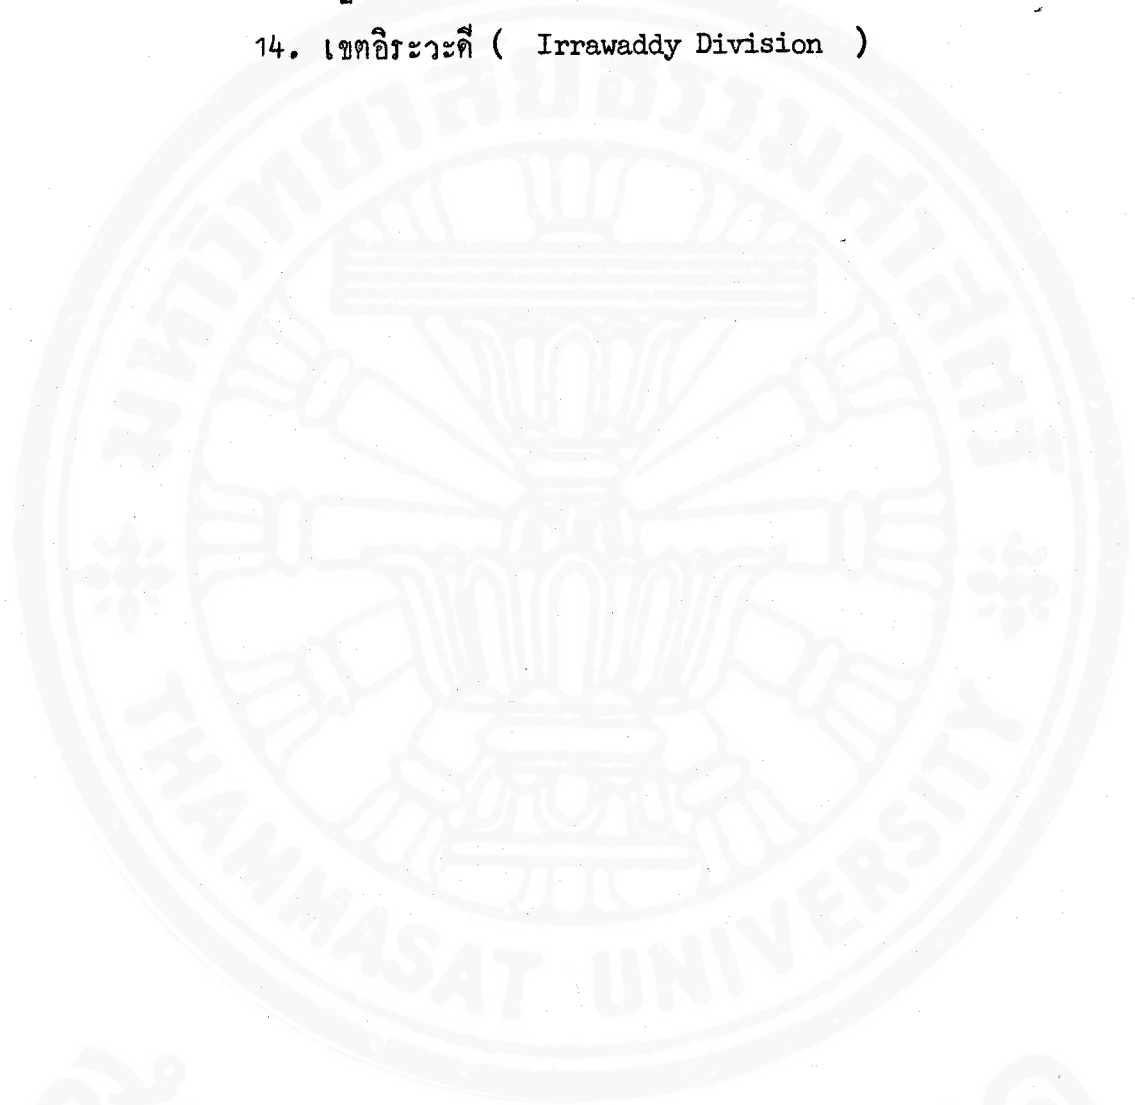 14. เขตอิระวะดี ( Irrawaddy Division )
มหาวิทยาลัยธรรมศาสตร์
THAMMASAT UNIVERSITY